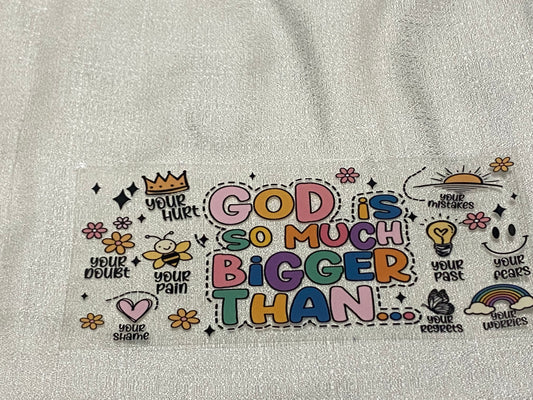 GOD is
SO MUCH
BiGGER
THAN...
YOUR
HURT
YOUR
DOUBT
YOUR
PAIN
YOUR
SHAME
YOUR
MISTAKES
YOUR
PAST
YOUR
FEARS
YOUR
REGRETS
YOUR
WORRIES